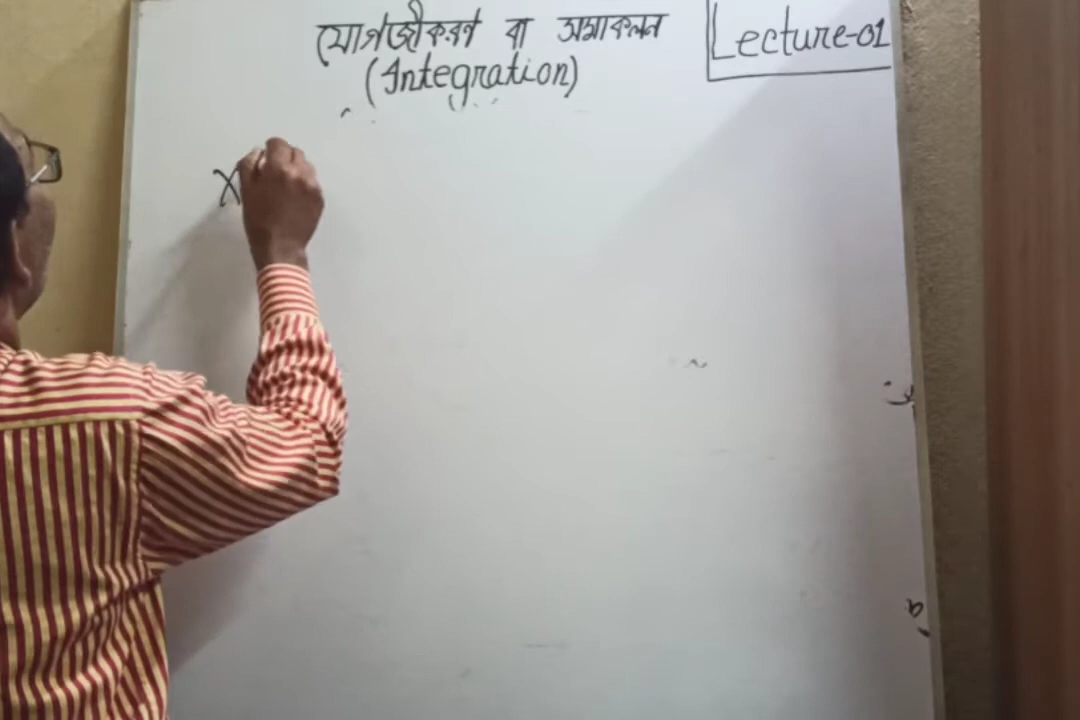 যোগজীকরণ বা সমাকলন
(Integration)
Lecture-01
x